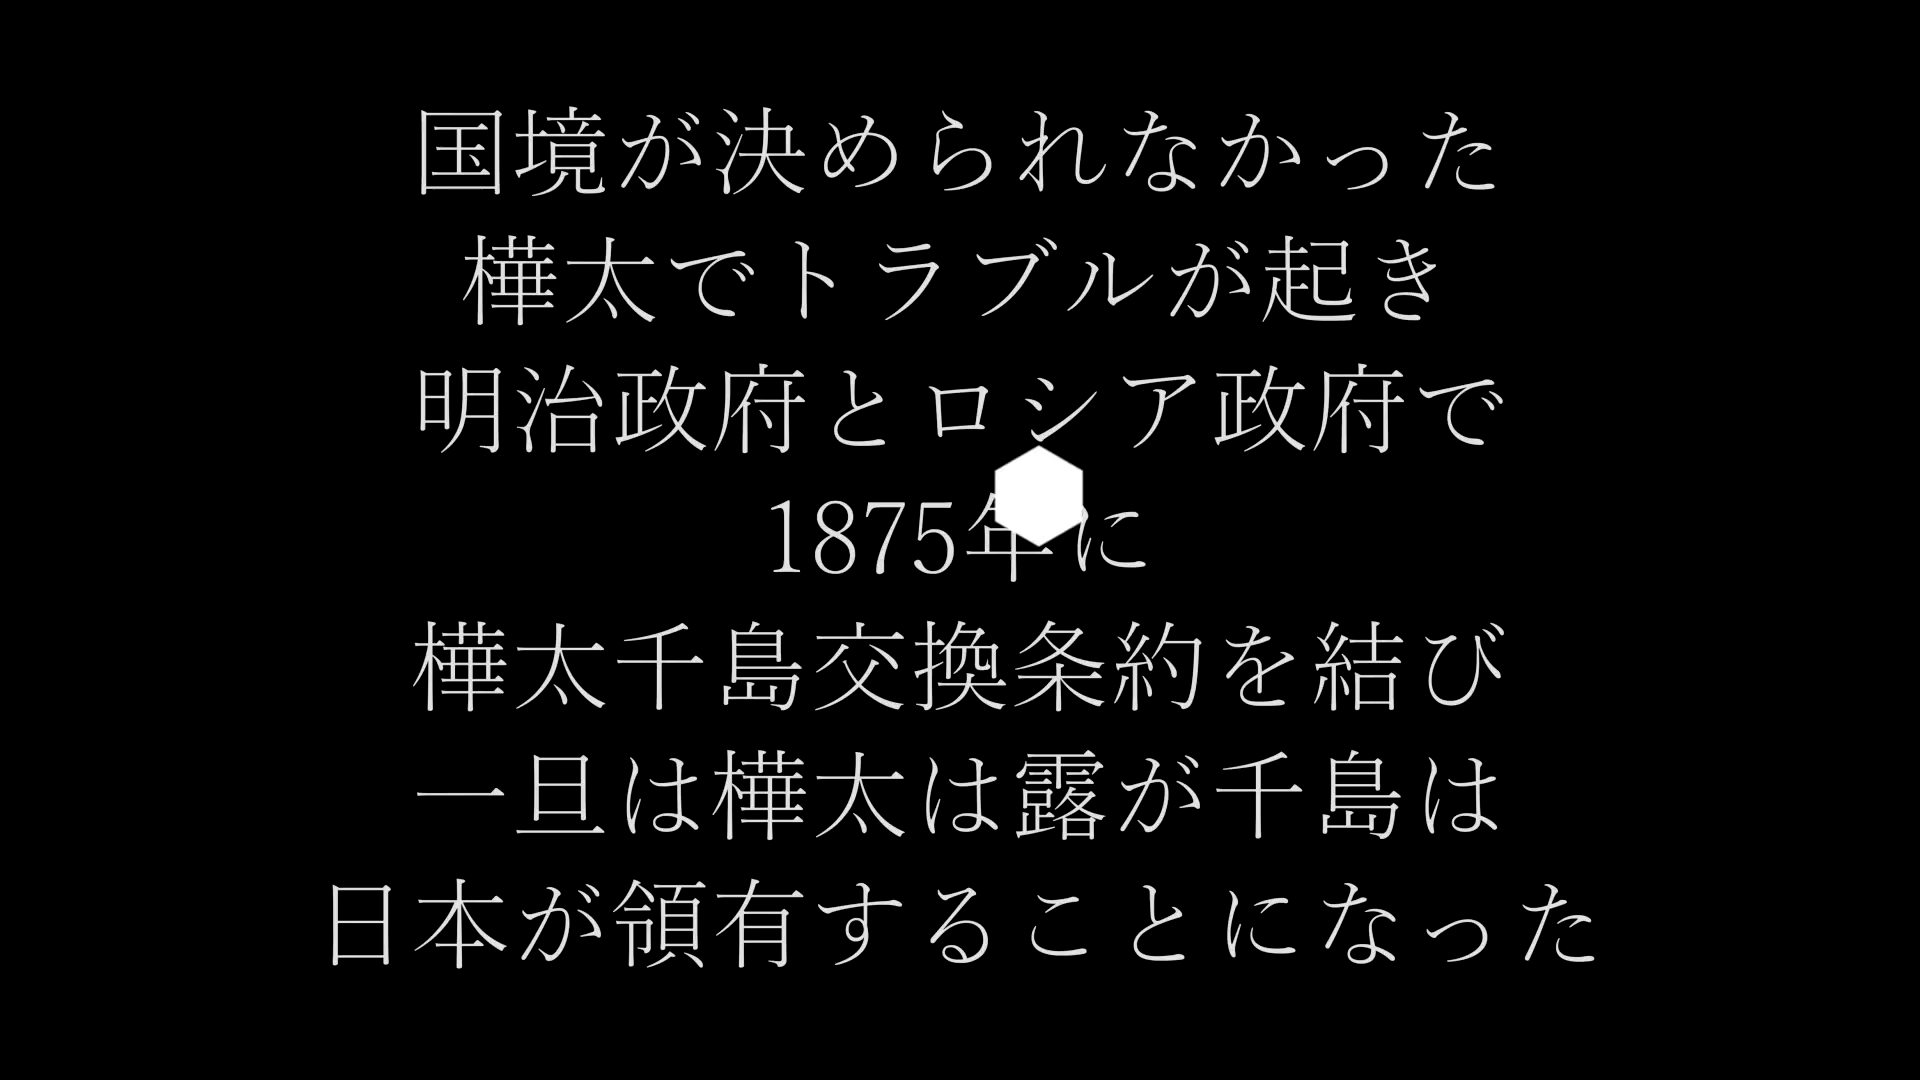 国境が決められなかった
樺太でトラブルが起き
明治政府とロシア政府で
1875年に
樺太千島交換条約を結び
一旦は樺太は露が千島は
日本が領有することになった